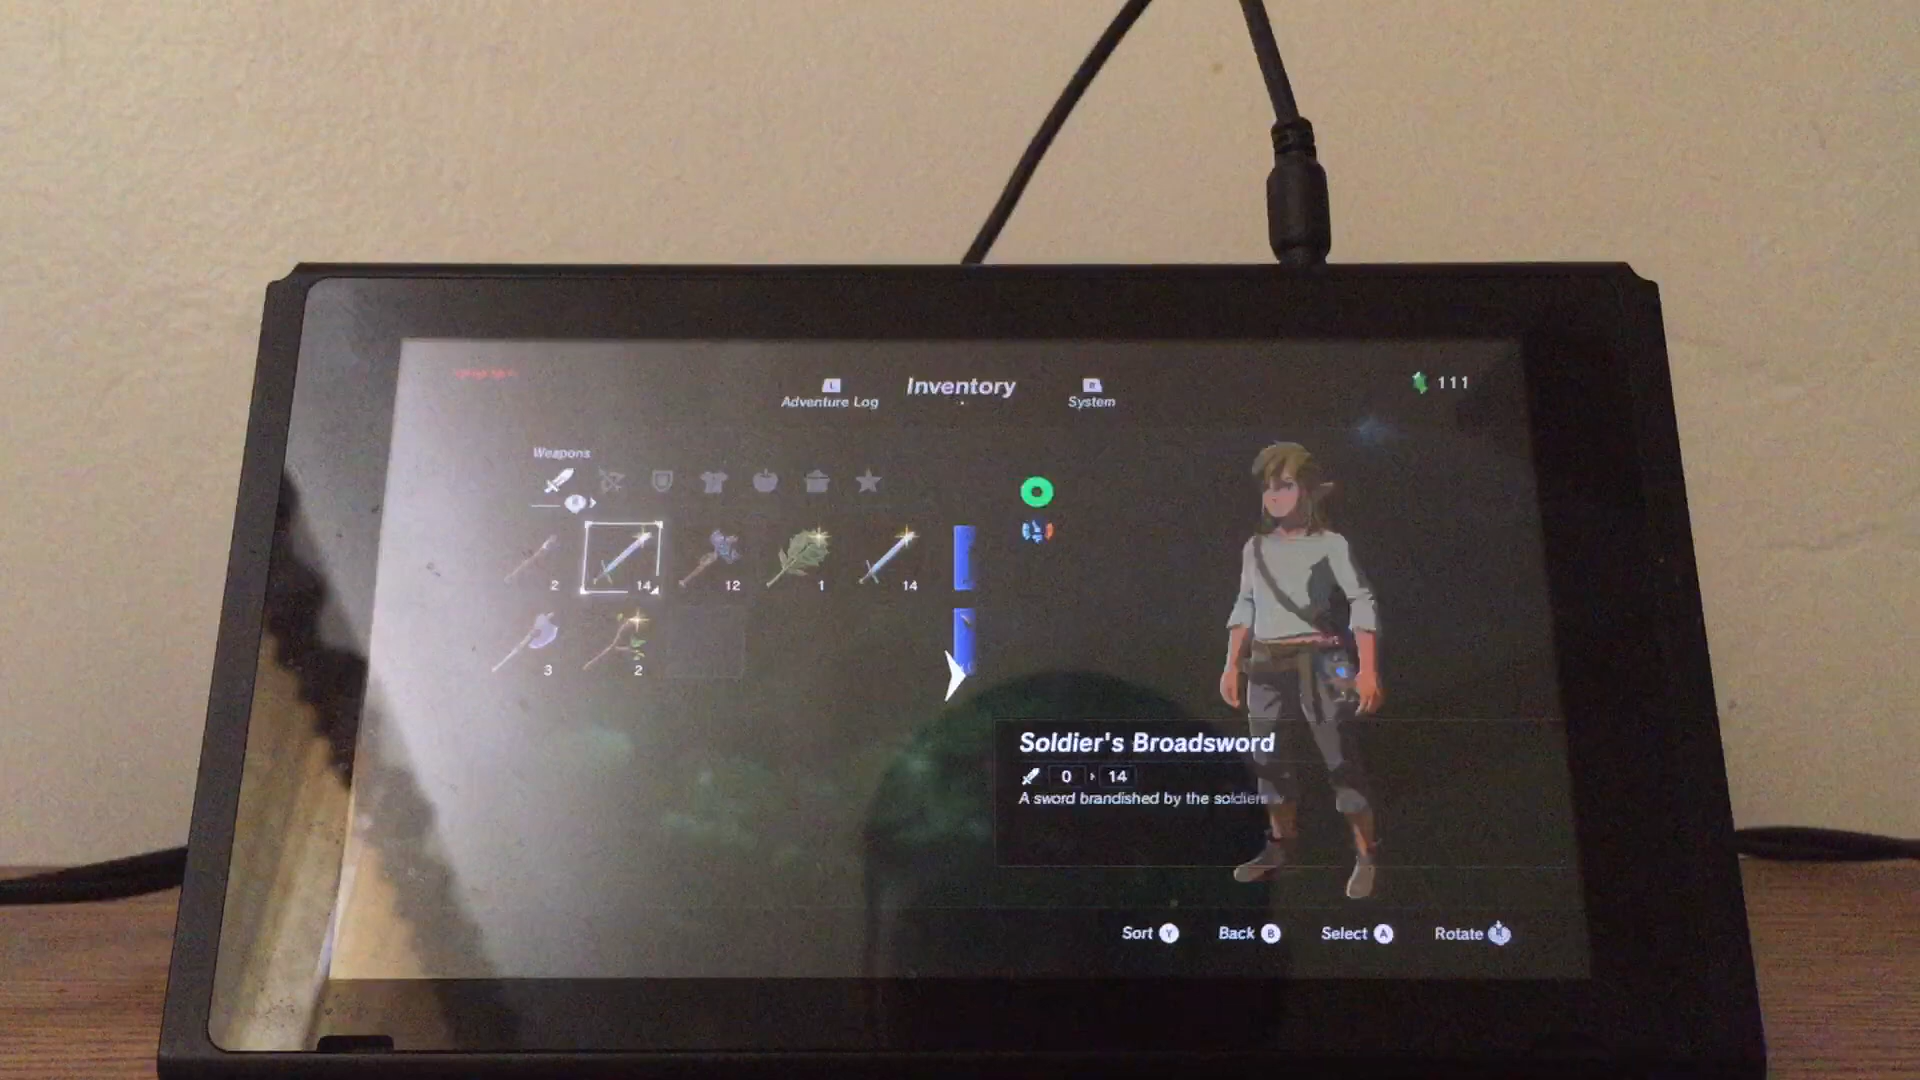 L R
Adventure Log Inventory System 111
Weapons
R
2 14 12 1 14
3 2
Soldier's Broadsword
0 14
A sword brandished by the soldiers
Sort Y Back B Select A Rotate R